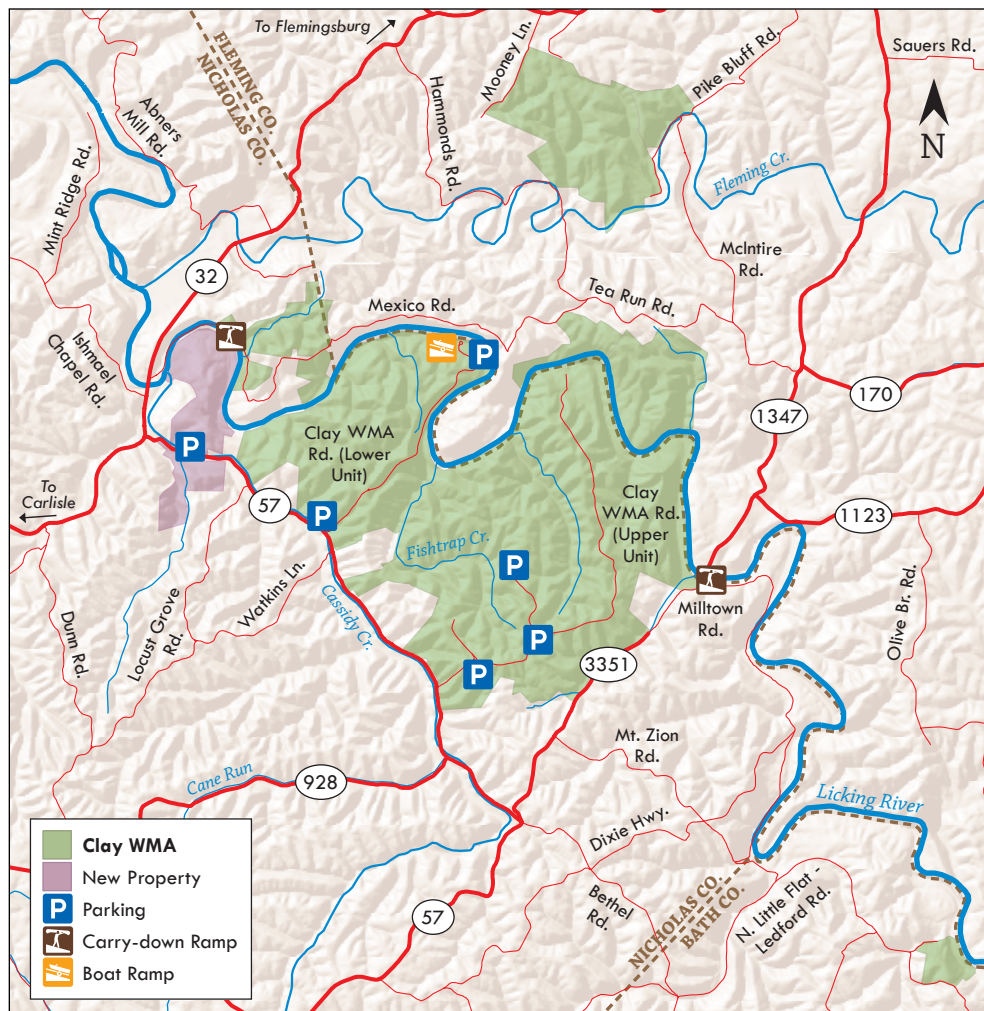 To Flemingsburg
FLEMING CO.
NICHOLAS CO.
Mooney Ln.
Pike Bluff Rd.
Sauers Rd.
N
Abners
Mill Rd.
Hammonds Rd.
Mint Ridge Rd.
Fleming Cr.
McIntire
Rd.
32
Mexico Rd.
Tea Run Rd.
Ishmael
Chapel Rd.
P
170
1347
P
Clay WMA
Rd. (Lower
Unit)
To
Carlisle
57
P
Clay
WMA Rd.
(Upper
Unit)
1123
Fishtrap Cr.
P
Milltown
Rd.
Olive Br. Rd.
Dunn Rd.
Locust Grove
Rd.
Watkins Ln.
Cassidy Cr.
P
P
3351
Mt. Zion
Rd.
Cane Run
928
Licking River
Dixie Hwy.
Bethel
Rd.
57
NICHOLAS CO.
BATH CO.
N. Little Flat -
Ledford Rd.
Clay WMA
New Property
P Parking
Carry-down Ramp
Boat Ramp